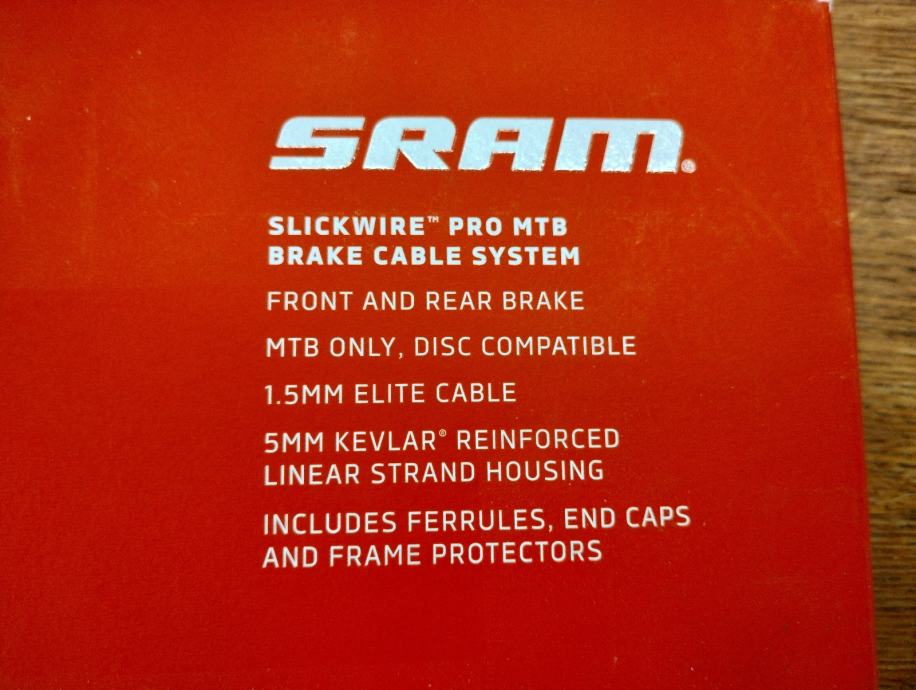 SRAM®
SLICKWIRE™ PRO MTB
BRAKE CABLE SYSTEM
FRONT AND REAR BRAKE
MTB ONLY, DISC COMPATIBLE
1.5MM ELITE CABLE
5MM KEVLAR® REINFORCED
LINEAR STRAND HOUSING
INCLUDES FERRULES, END CAPS
AND FRAME PROTECTORS